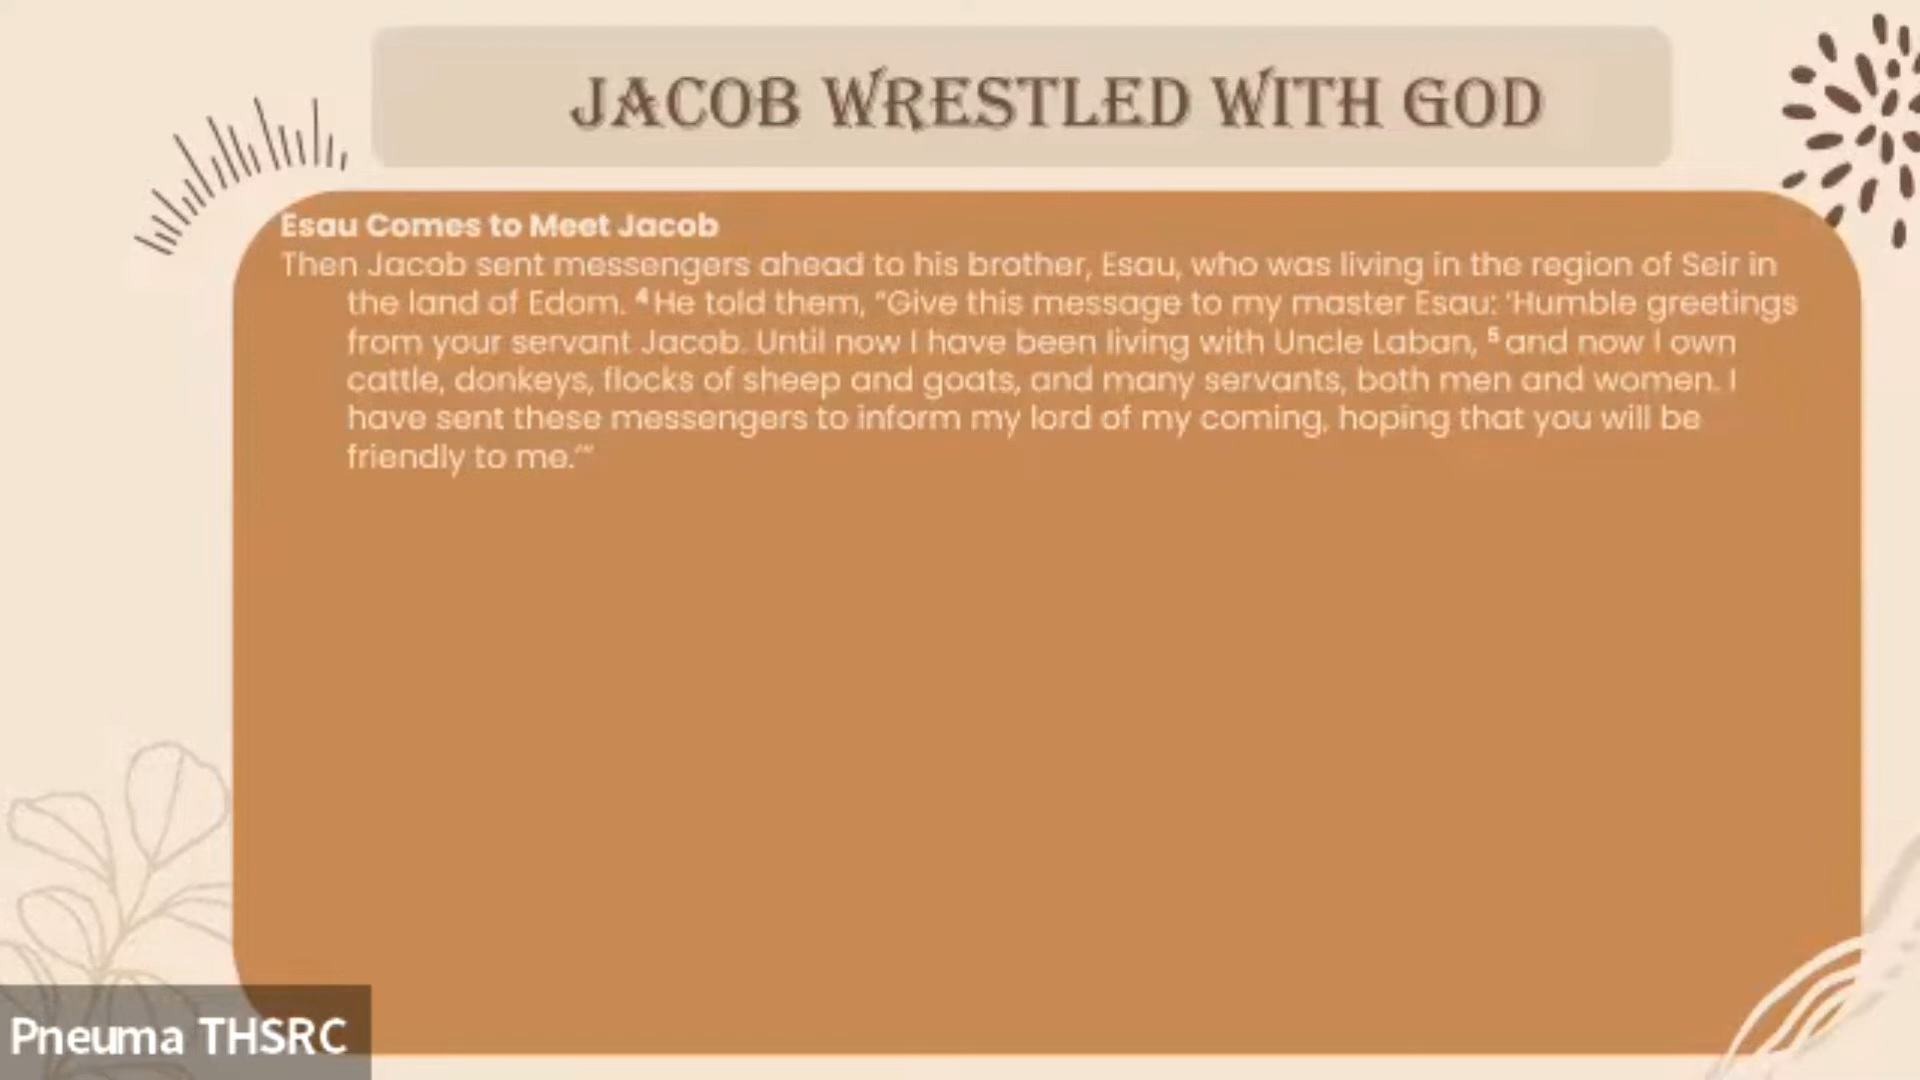 JACOB WRESTLED WITH GOD
Esau Comes to Meet Jacob
Then Jacob sent messengers ahead to his brother, Esau, who was living in the region of Seir in
the land of Edom. ⁴ He told them, “Give this message to my master Esau: ‘Humble greetings
from your servant Jacob. Until now I have been living with Uncle Laban, ⁵ and now I own
cattle, donkeys, flocks of sheep and goats, and many servants, both men and women. I
have sent these messengers to inform my lord of my coming, hoping that you will be
friendly to me.’”
Pneuma THSRC